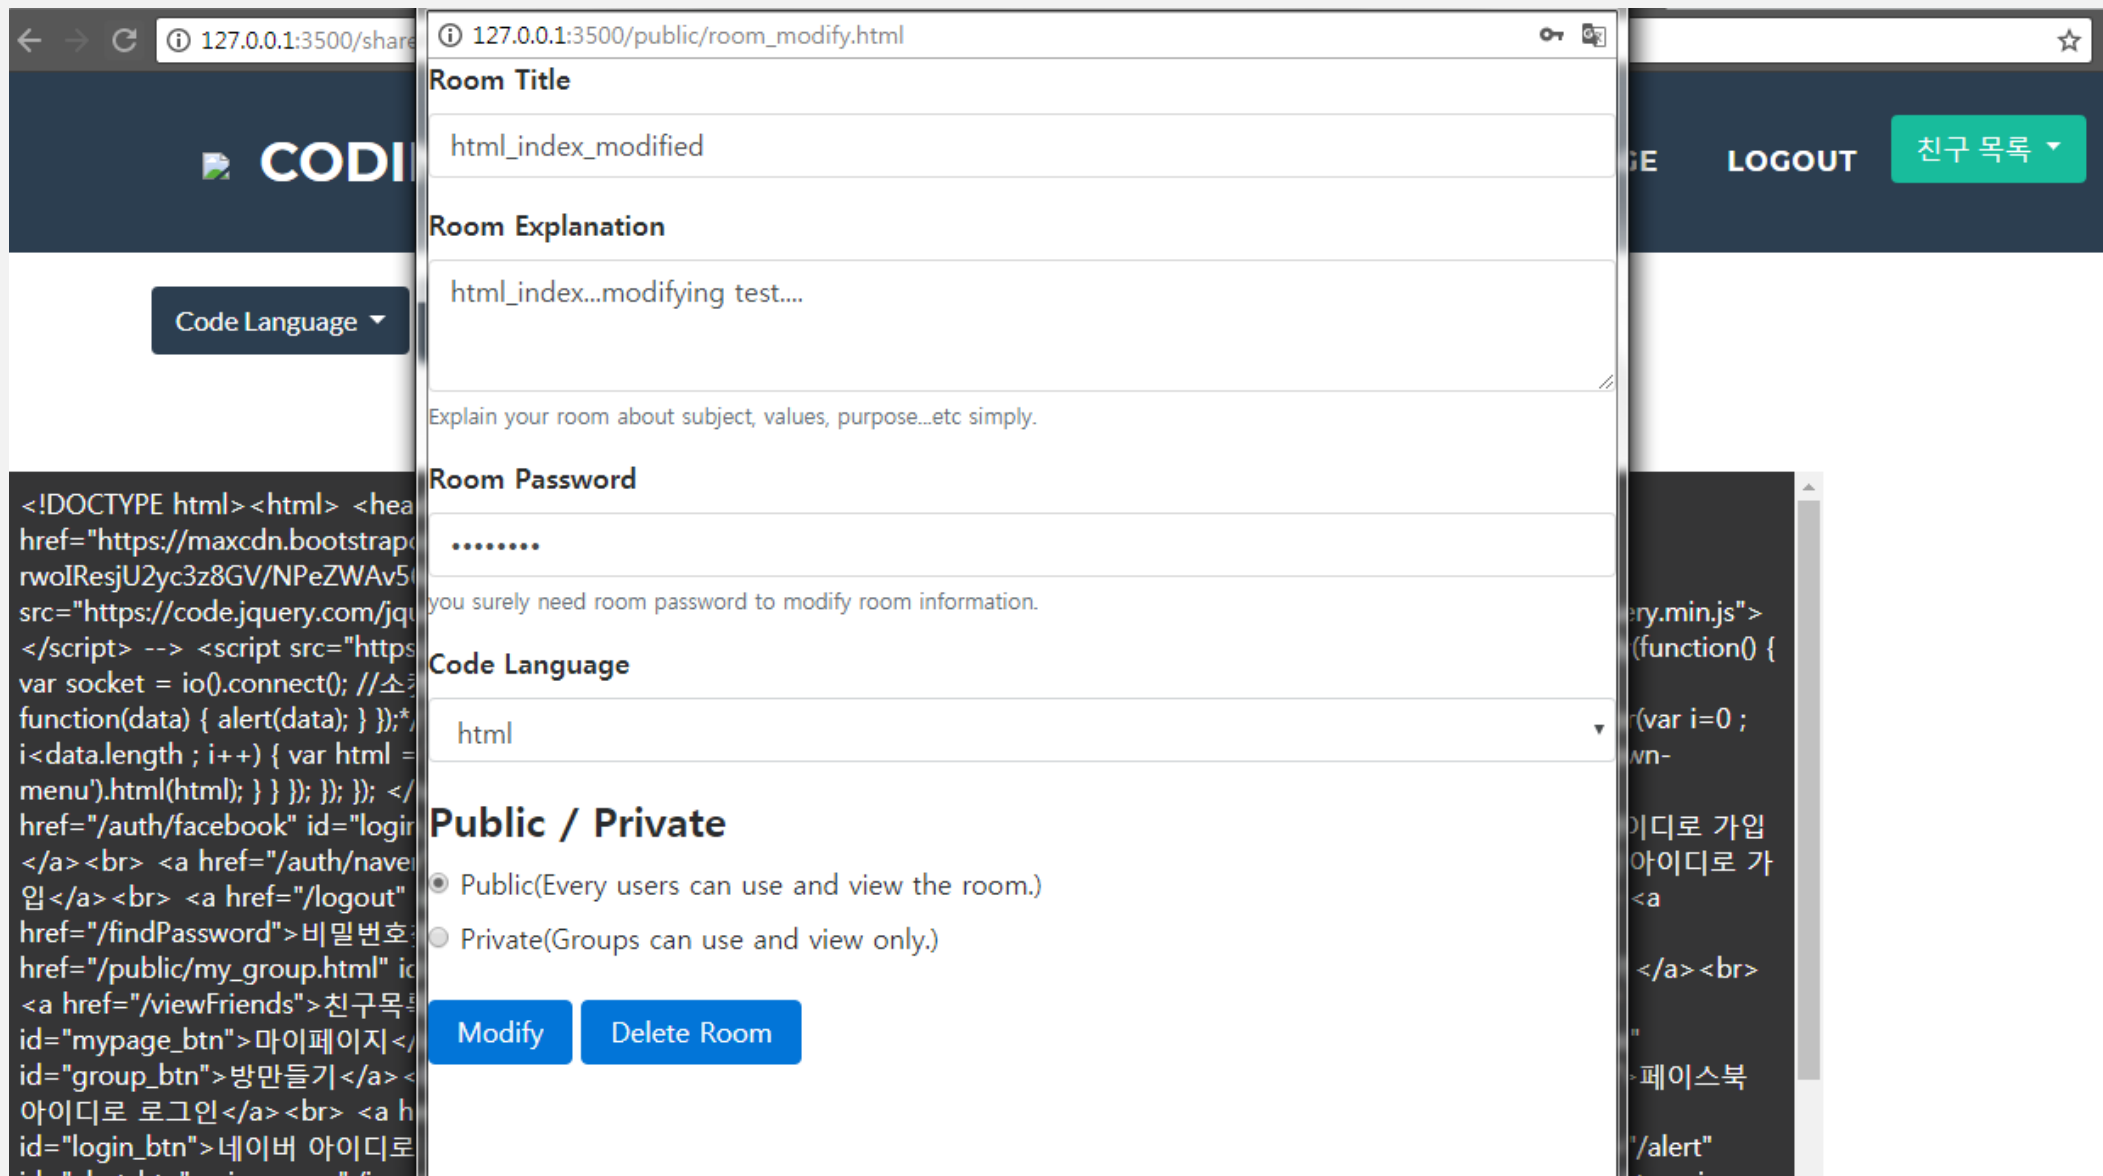 127.0.0.1:3500/share
127.0.0.1:3500/public/room_modify.html
CODI
GE
LOGOUT
친구 목록
Code Language
Room Title
html_index_modified
Room Explanation
html_index...modifying test....
Explain your room about subject, values, purpose...etc simply.
Room Password
••••••••
you surely need room password to modify room information.
Code Language
html
Public / Private
Public(Every users can use and view the room.)
Private(Groups can use and view only.)
Modify
Delete Room
<!DOCTYPE html><html> <hea
href="https://maxcdn.bootstrapc
rwoIResjU2yc3z8GV/NPeZWAv5
src="https://code.jquery.com/jqu
</script> --> <script src="https
var socket = io().connect(); //소
function(data) { alert(data); } });*/
i<data.length ; i++) { var html =
menu').html(html); } } }); }); }); </
href="/auth/facebook" id="login
</a><br> <a href="/auth/naver
입</a><br> <a href="/logout"
href="/findPassword">비밀번호
href="/public/my_group.html" id
<a href="/viewFriends">친구목록
id="mypage_btn">마이페이지</
id="group_btn">방만들기</a><
아이디로 로그인</a><br> <a h
id="login_btn">네이버 아이디로
ery.min.js">
(function() {
r(var i=0 ;
wn-
이디로 가입
아이디로 가
<a
</a><br>
"
>페이스북
"/alert"